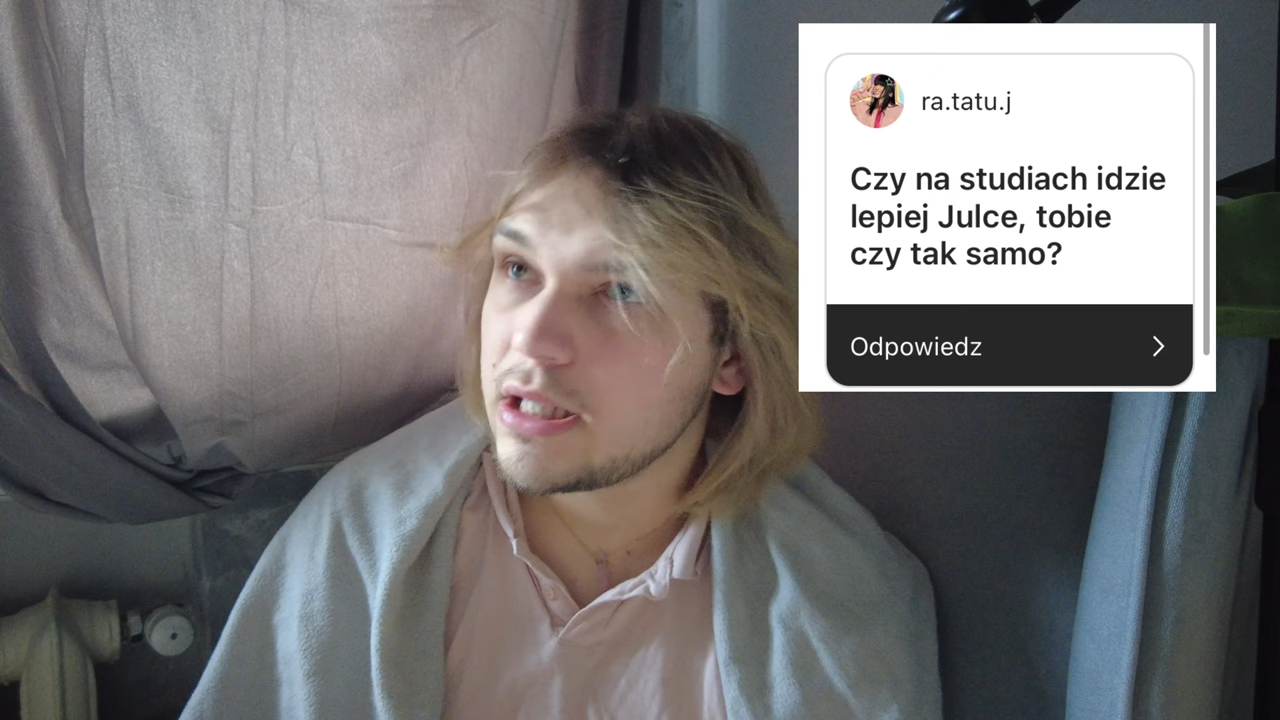 ra.tatu.j
Czy na studiach idzie
lepiej Julce, tobie
czy tak samo?
Odpowiedz